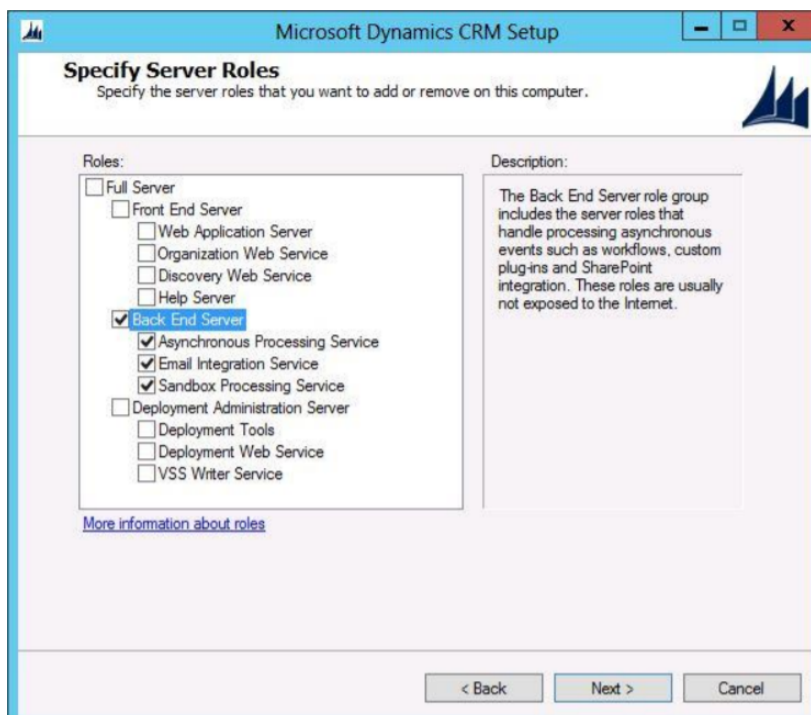 Microsoft Dynamics CRM Setup
Specify Server Roles
Specify the server roles that you want to add or remove on this computer.
Roles:
Full Server
Front End Server
Web Application Server
Organization Web Service
Discovery Web Service
Help Server
Back End Server
Asynchronous Processing Service
Email Integration Service
Sandbox Processing Service
Deployment Administration Server
Deployment Tools
Deployment Web Service
VSS Writer Service
More information about roles
Description:
The Back End Server role group
includes the server roles that
handle processing asynchronous
events such as workflows, custom
plug-ins and SharePoint
integration. These roles are usually
not exposed to the Internet.
< Back
Next >
Cancel